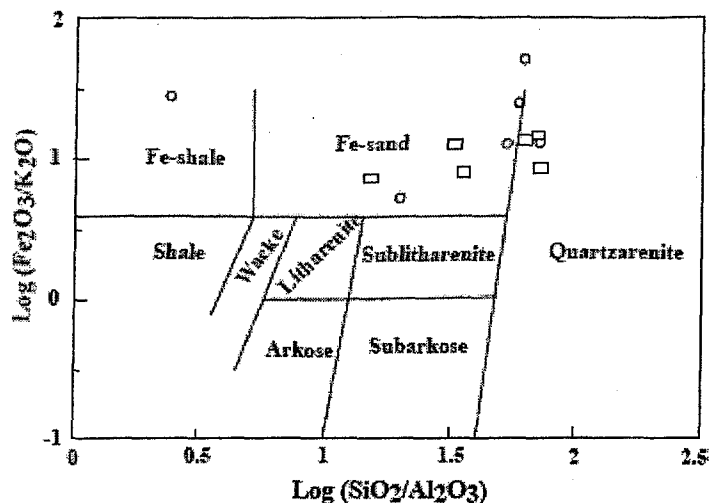 2
Log (Fe2O3/K2O)
Fe-shale
Fe-sand
1
Shale
Wacke
Litharenite
Sublitharenite
Quartzarenite
0
Arkose
Subarkose
-1
0
0.5
1.0
1.5
2
2.5
Log (SiO2/Al2O3)